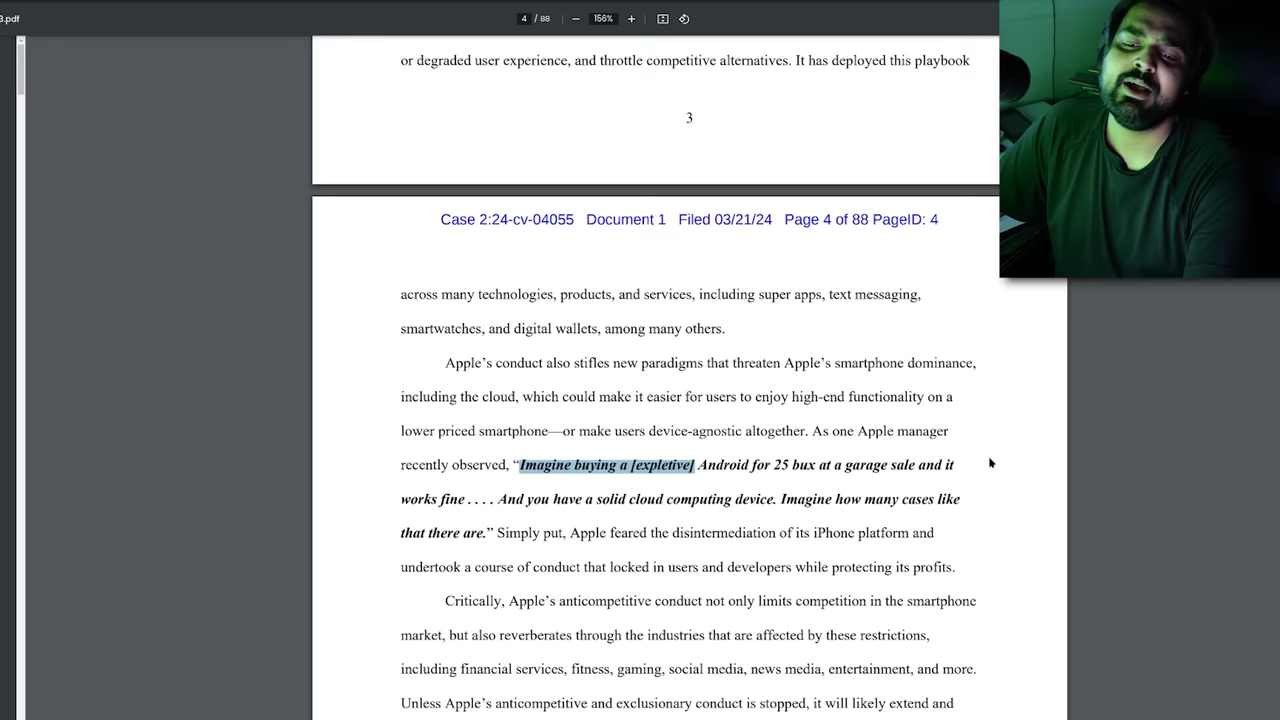 3.pdf
4 / 88 156%
or degraded user experience, and throttle competitive alternatives. It has deployed this playbook
3
Case 2:24-cv-04055 Document 1 Filed 03/21/24 Page 4 of 88 PageID: 4
across many technologies, products, and services, including super apps, text messaging,
smartwatches, and digital wallets, among many others.
Apple’s conduct also stifles new paradigms that threaten Apple’s smartphone dominance,
including the cloud, which could make it easier for users to enjoy high-end functionality on a
lower priced smartphone—or make users device-agnostic altogether. As one Apple manager
recently observed, “Imagine buying a [expletive] Android for 25 bux at a garage sale and it
works fine . . . . And you have a solid cloud computing device. Imagine how many cases like
that there are.” Simply put, Apple feared the disintermediation of its iPhone platform and
undertook a course of conduct that locked in users and developers while protecting its profits.
Critically, Apple’s anticompetitive conduct not only limits competition in the smartphone
market, but also reverberates through the industries that are affected by these restrictions,
including financial services, fitness, gaming, social media, news media, entertainment, and more.
Unless Apple’s anticompetitive and exclusionary conduct is stopped, it will likely extend and